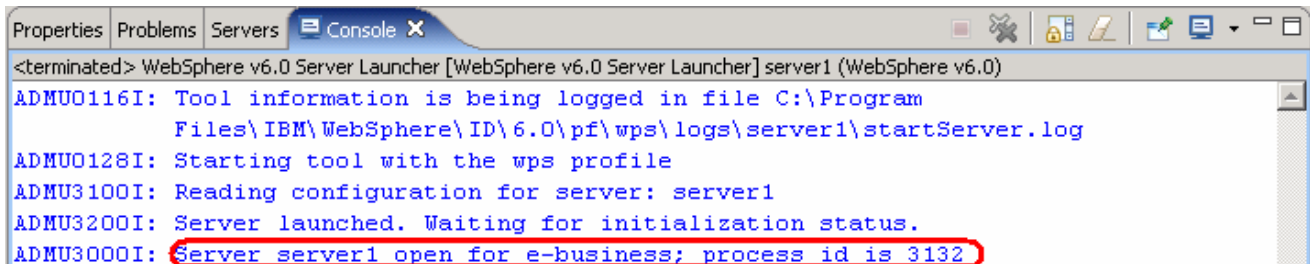 Properties Problems Servers Console
<terminated> WebSphere v6.0 Server Launcher [WebSphere v6.0 Server Launcher] server1 (WebSphere v6.0)
ADMU0116I: Tool information is being logged in file C:\Program
Files\IBM\WebSphere\ID\6.0\pf\wps\logs\server1\startServer.log
ADMU0128I: Starting tool with the wps profile
ADMU3100I: Reading configuration for server: server1
ADMU3200I: Server launched. Waiting for initialization status.
ADMU3000I: Server server1 open for e-business; process id is 3132